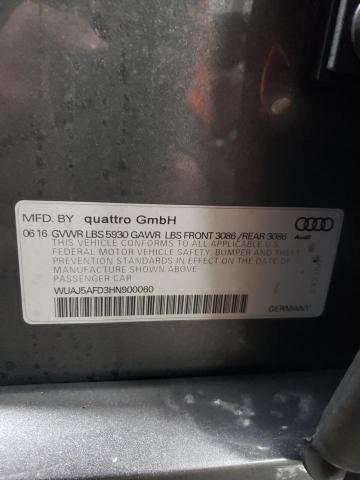 MFD. BY quattro GmbH
06 16 GVWR LBS 5930 GAWR LBS FRONT 3086 /REAR 3086
Audi
THIS VEHICLE CONFORMS TO ALL APPLICABLE U.S.
FEDERAL MOTOR VEHICLE SAFETY, BUMPER AND THEFT
PREVENTION STANDARDS IN EFFECT ON THE DATE OF
MANUFACTURE SHOWN ABOVE
PASSENGER CAR
WUAJ5AFD3HN900060
GERMANY